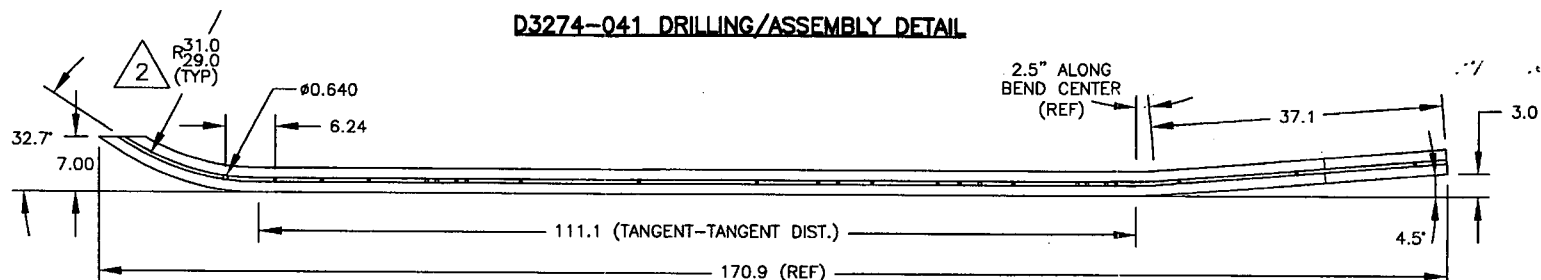 D3274-041 DRILLING/ASSEMBLY DETAIL
2
R31.0
29.0
(TYP)
ø0.640
6.24
2.5" ALONG
BEND CENTER
(REF)
37.1
3.0
32.7°
7.00
111.1 (TANGENT-TANGENT DIST.)
4.5°
170.9 (REF)